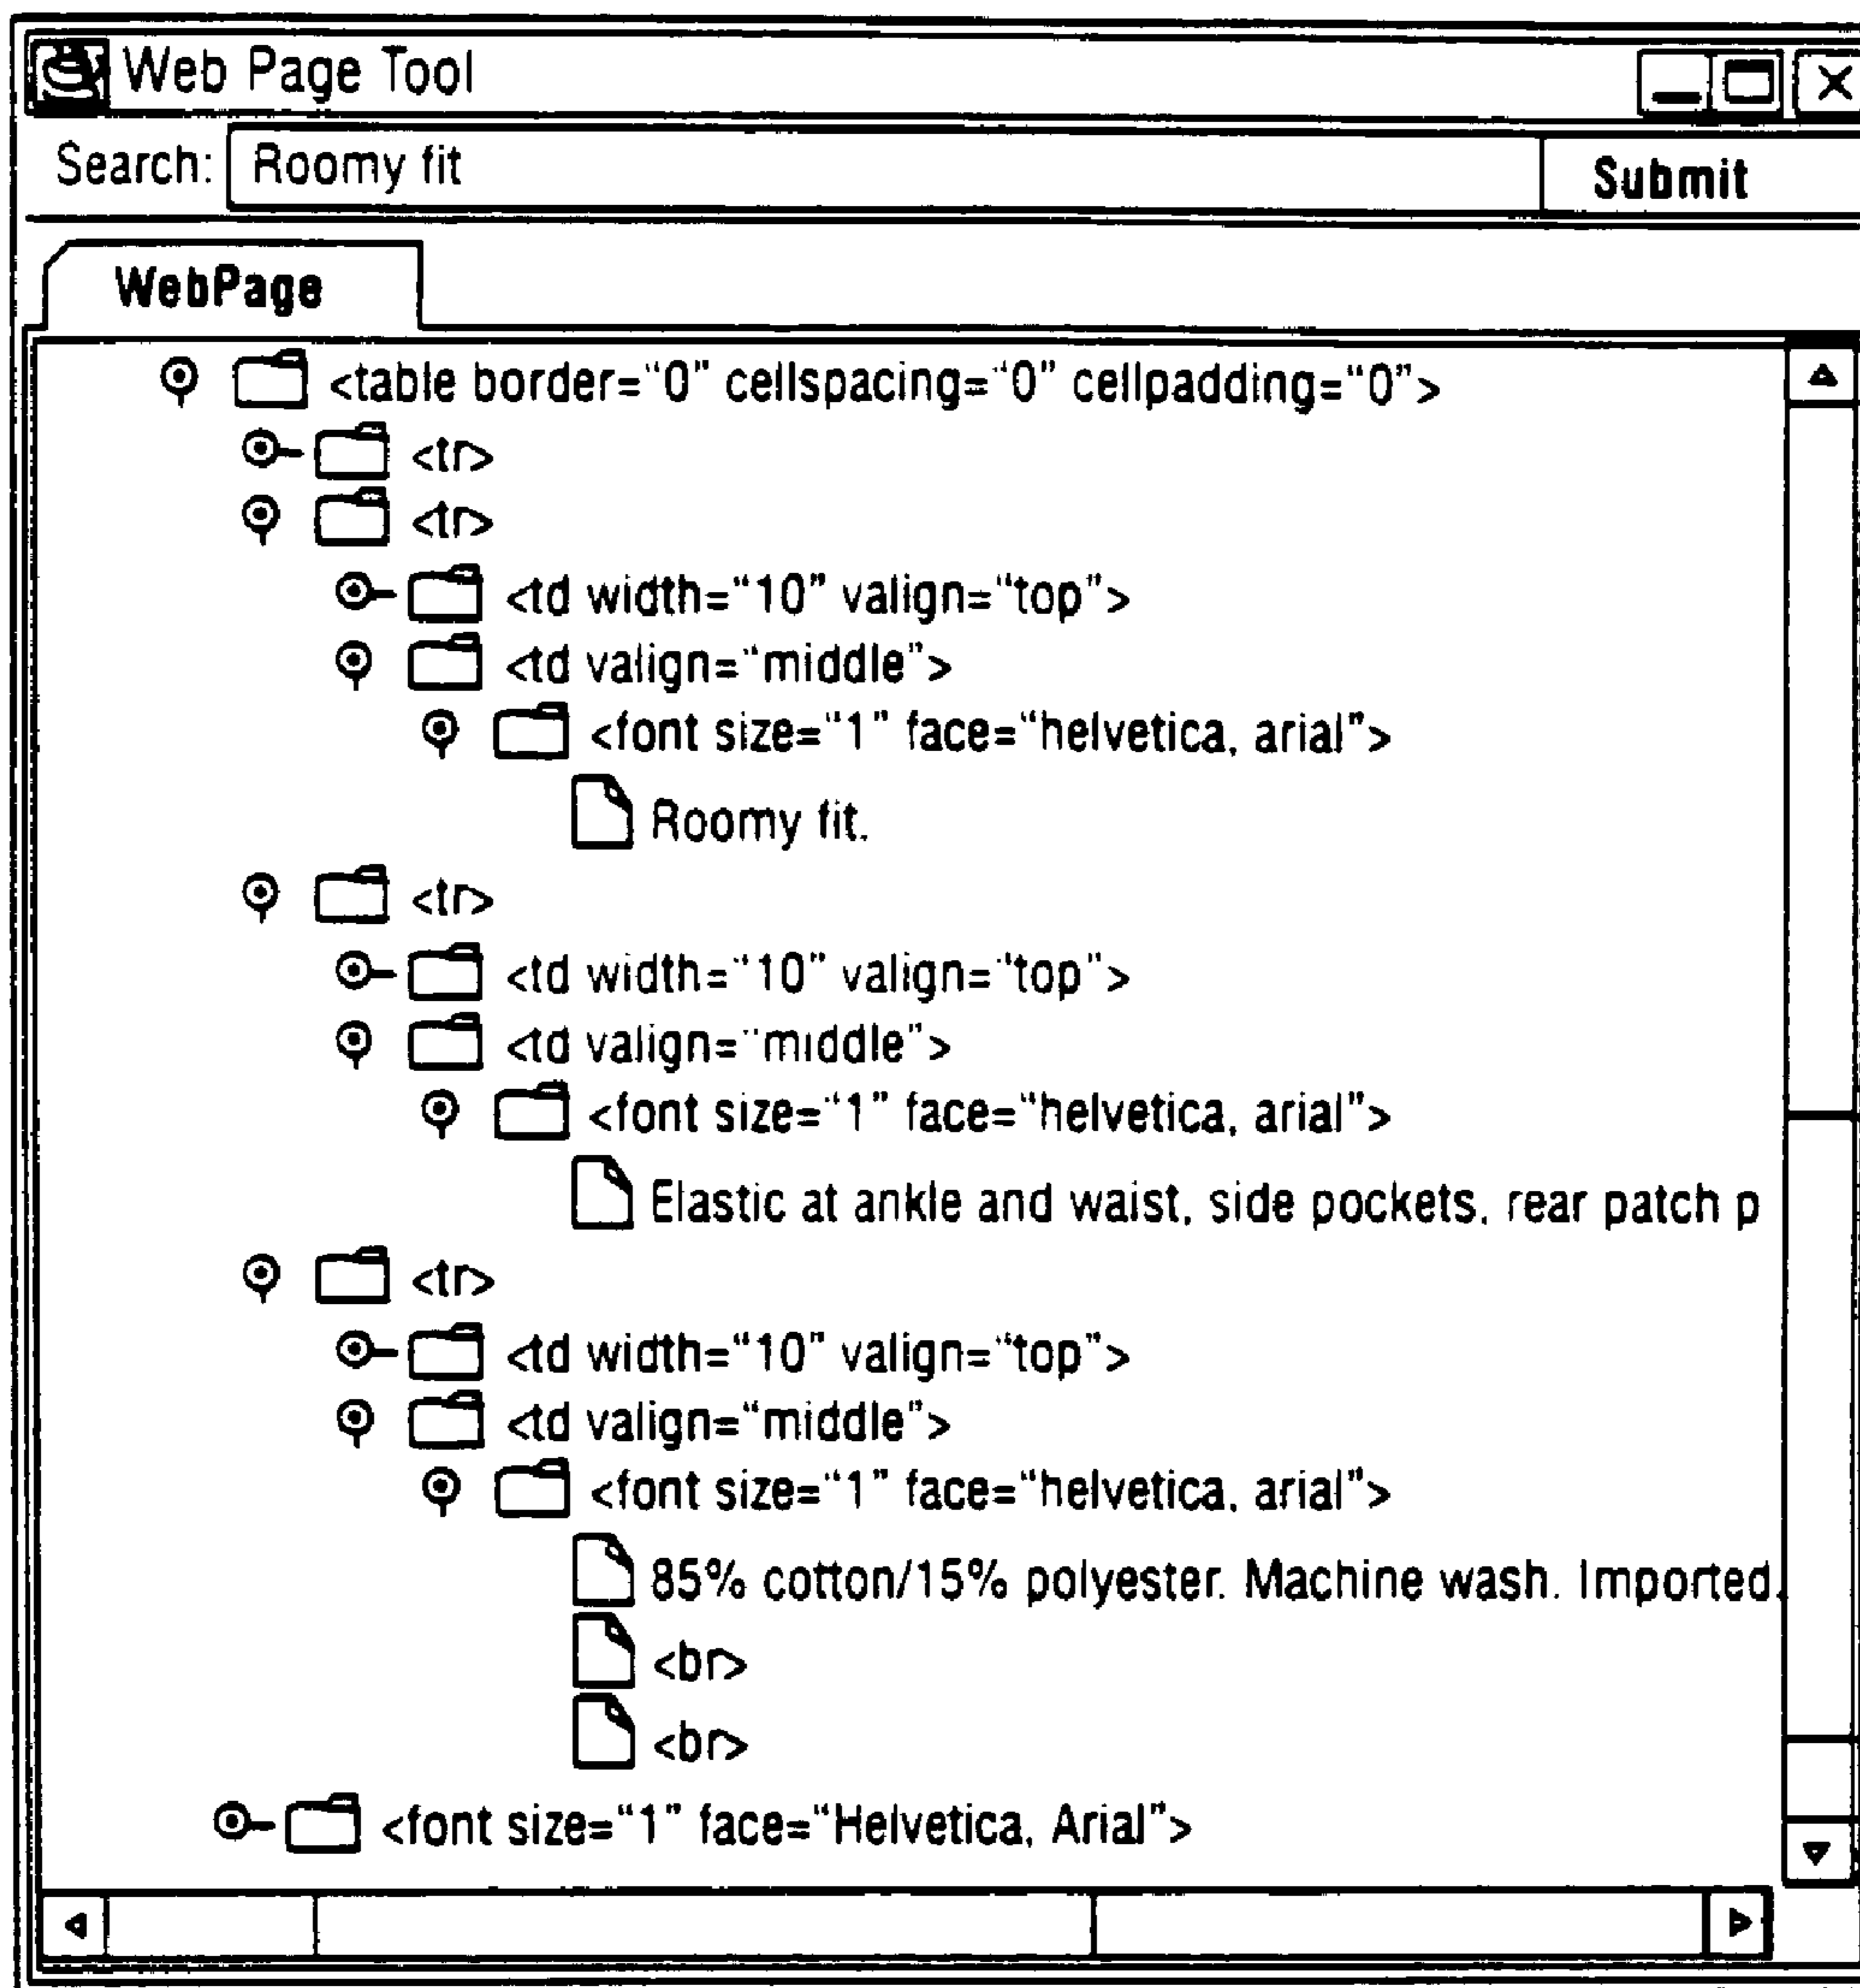 Web Page Tool
Search: Roomy fit Submit
WebPage
<table border="0" cellspacing="0" cellpadding="0">
<tr>
<tr>
<td width="10" valign="top">
<td valign="middle">
<font size="1" face="helvetica, arial">
Roomy fit.
<tr>
<td width="10" valign="top">
<td valign="middle">
<font size="1" face="helvetica, arial">
Elastic at ankle and waist, side pockets, rear patch p
<tr>
<td width="10" valign="top">
<td valign="middle">
<font size="1" face="helvetica, arial">
85% cotton/15% polyester. Machine wash. Imported.
<br>
<br>
<font size="1" face="Helvetica, Arial">